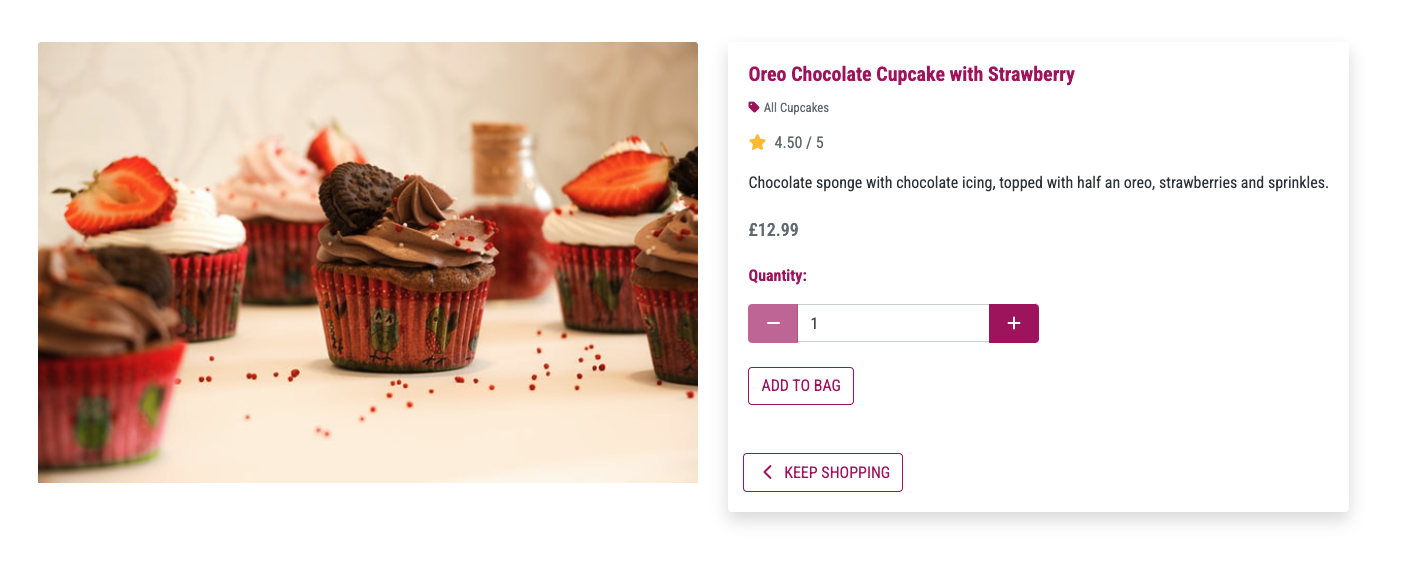 Oreo Chocolate Cupcake with Strawberry
All Cupcakes
4.50 / 5
Chocolate sponge with chocolate icing, topped with half an oreo, strawberries and sprinkles.
£12.99
Quantity:
1
ADD TO BAG
KEEP SHOPPING